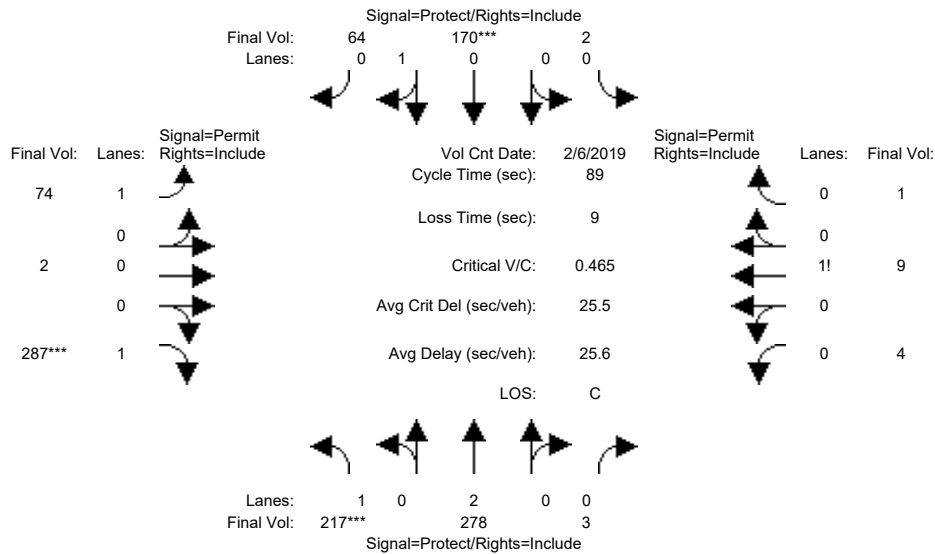 Signal=Protect/Rights=Include
Final Vol: 64 170*** 2
Lanes: 0 1 0 0 0
Signal=Permit
Final Vol: Lanes: Rights=Include
Vol Cnt Date: 2/6/2019
Signal=Permit
Rights=Include Lanes: Final Vol:
Cycle Time (sec): 89
74 1 0 1
Loss Time (sec): 9
0 0
2 0 Critical V/C: 0.465 1! 9
0 Avg Crit Del (sec/veh): 25.5 0
287*** 1 Avg Delay (sec/veh): 25.6 0 4
LOS: C
Lanes: 1 0 2 0 0
Final Vol: 217*** 278 3
Signal=Protect/Rights=Include